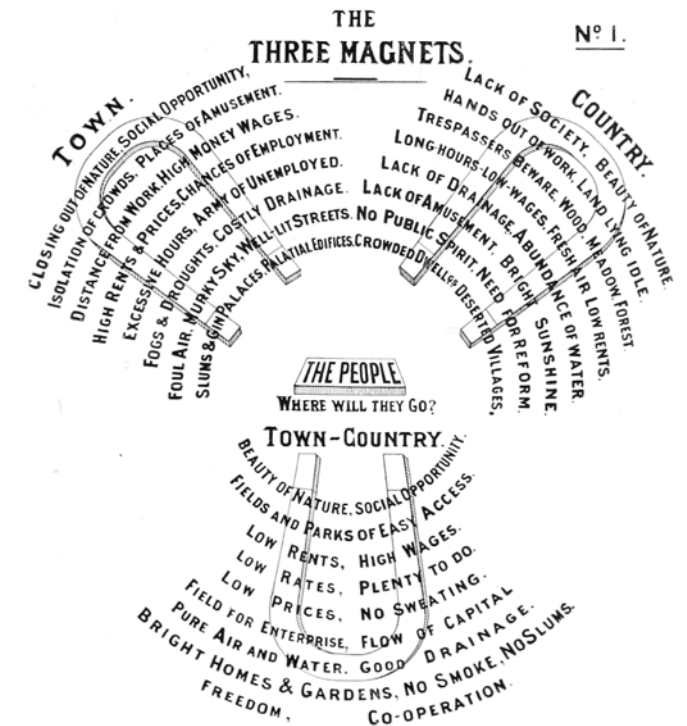 THE
THREE MAGNETS.
Nº 1.
TOWN.
CLOSING OUT OF NATURE. SOCIAL OPPORTUNITY,
ISOLATION OF CROWDS. PLACES OF AMUSEMENT.
DISTANCE FROM WORK. HIGH MONEY WAGES.
HIGH RENTS & PRICES. CHANCES OF EMPLOYMENT.
EXCESSIVE HOURS. ARMY OF UNEMPLOYED.
FOGS & DROUGHTS. COSTLY DRAINAGE.
FOUL AIR. MURKY SKY. WELL-LIT STREETS.
SLUMS & GIN PALACES. PALATIAL EDIFICES.
COUNTRY.
LACK OF SOCIETY. BEAUTY OF NATURE.
HANDS OUT OF WORK, LAND LYING IDLE.
TRESPASSERS BEWARE. WOOD, MEADOW, FOREST.
LONG-HOURS-LOW-WAGES. FRESH AIR LOW RENTS.
LACK OF DRAINAGE. ABUNDANCE OF WATER.
LACK OF AMUSEMENT. BRIGHT SUNSHINE.
NO PUBLIC SPIRIT. NEED FOR REFORM.
CROWDED DWELLGS DESERTED VILLAGES,
THE PEOPLE
WHERE WILL THEY GO?
TOWN-COUNTRY.
BEAUTY OF NATURE, SOCIAL OPPORTUNITY.
FIELDS AND PARKS OF EASY ACCESS.
LOW RENTS, HIGH WAGES.
LOW RATES, PLENTY TO DO.
LOW PRICES, NO SWEATING.
FIELD FOR ENTERPRISE, FLOW OF CAPITAL
PURE AIR AND WATER. GOOD DRAINAGE.
BRIGHT HOMES & GARDENS, NO SMOKE, NO SLUMS.
FREEDOM, CO-OPERATION.